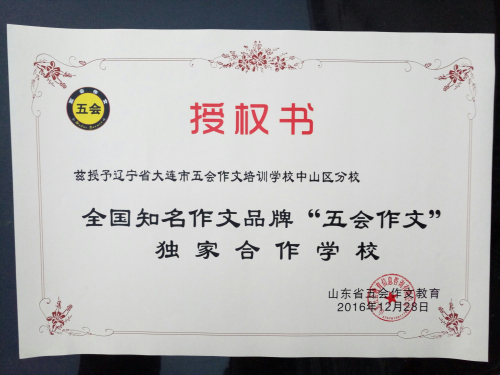 五会
授权书
兹授予辽宁省大连市五会作文培训学校中山区分校
全国知名作文品牌“五会作文”
独家合作学校
山东省五会作文教育
2016年12月28日